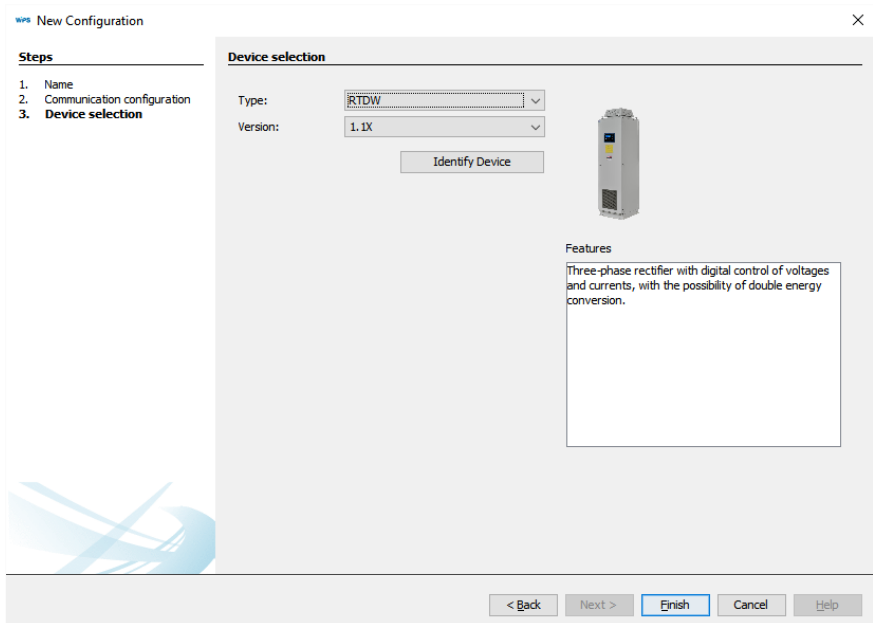 WPS New Configuration
Steps
1. Name
2. Communication configuration
3. Device selection
Device selection
Type: RTDW
Version: 1.1X
Identify Device
Features
Three-phase rectifier with digital control of voltages
and currents, with the possibility of double energy
conversion.
< Back Next > Finish Cancel Help